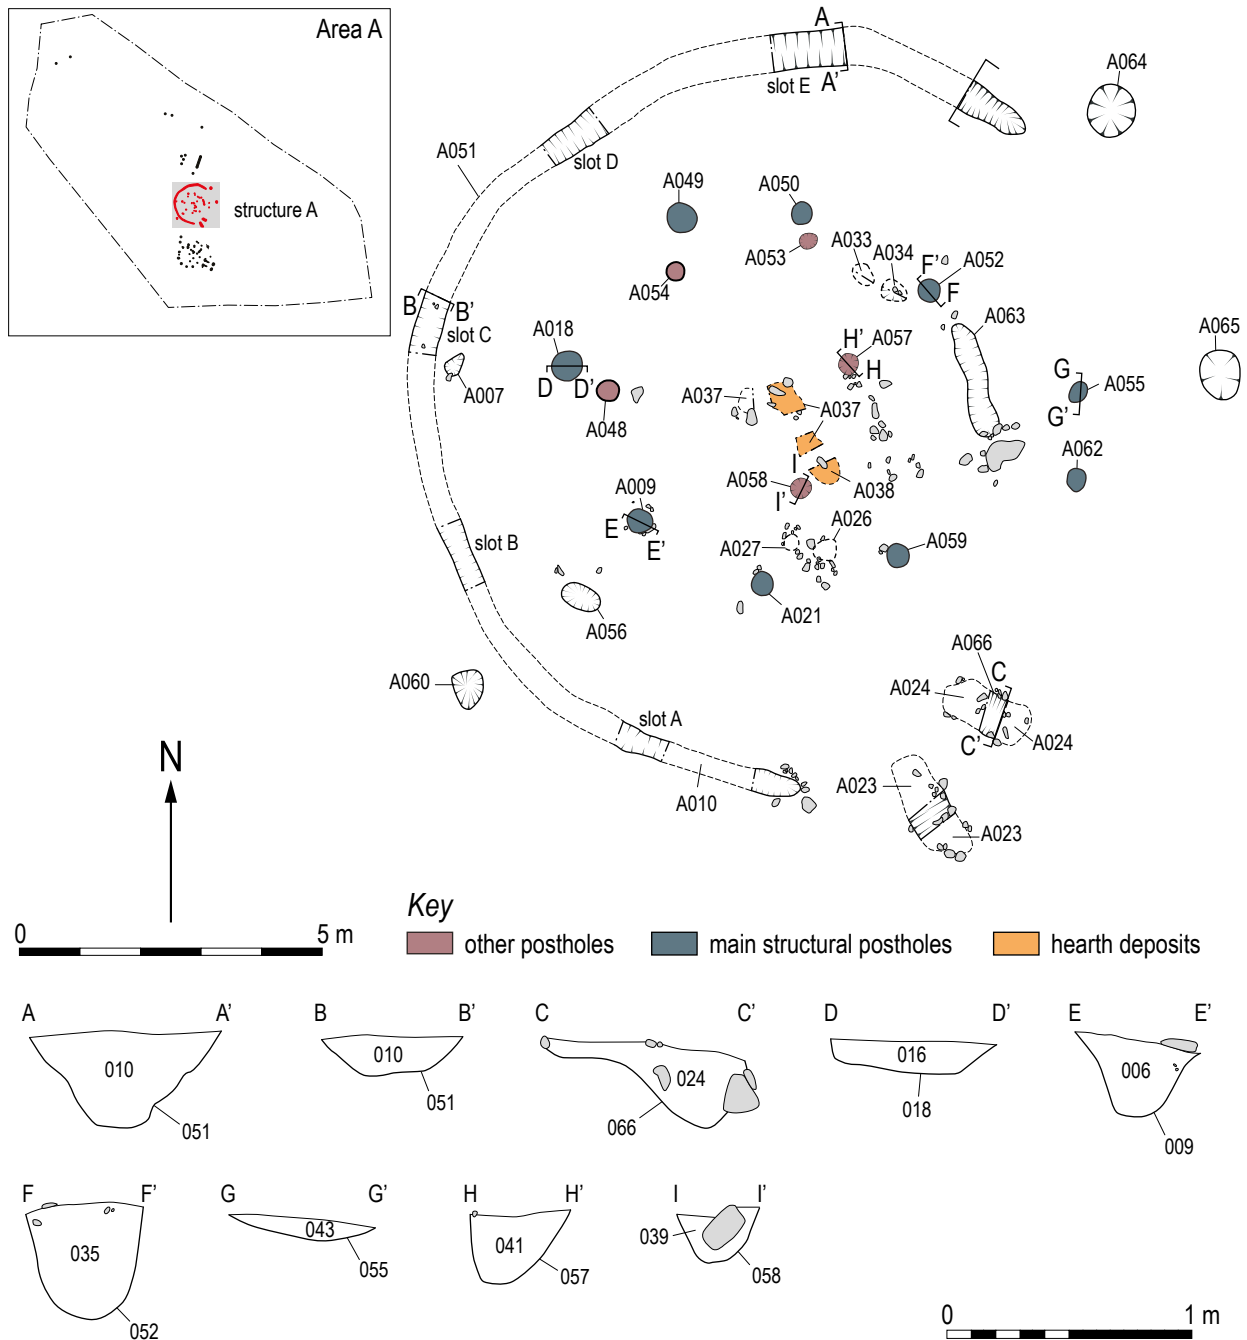 Area A
structure A
A
A'
slot E
A064
slot D
A051
A049
A050
A053
A033
A034
F'
A052
F
A054
A063
B
B'
slot C
A018
D
D'
A007
A048
H'
A057
H
A037
A037
G
A055
G'
A065
A062
I
A058
I'
A038
A009
E
E'
A026
A027
A059
slot B
A021
A056
A066
C
A024
C'
A024
A060
slot A
A010
A023
A023
N
0
5 m
Key
other postholes
main structural postholes
hearth deposits
A
A'
B
B'
C
C'
D
D'
E
E'
010
051
010
051
024
066
016
018
006
009
F
F'
G
G'
H
H'
I
I'
035
052
043
055
041
057
039
058
0
1 m